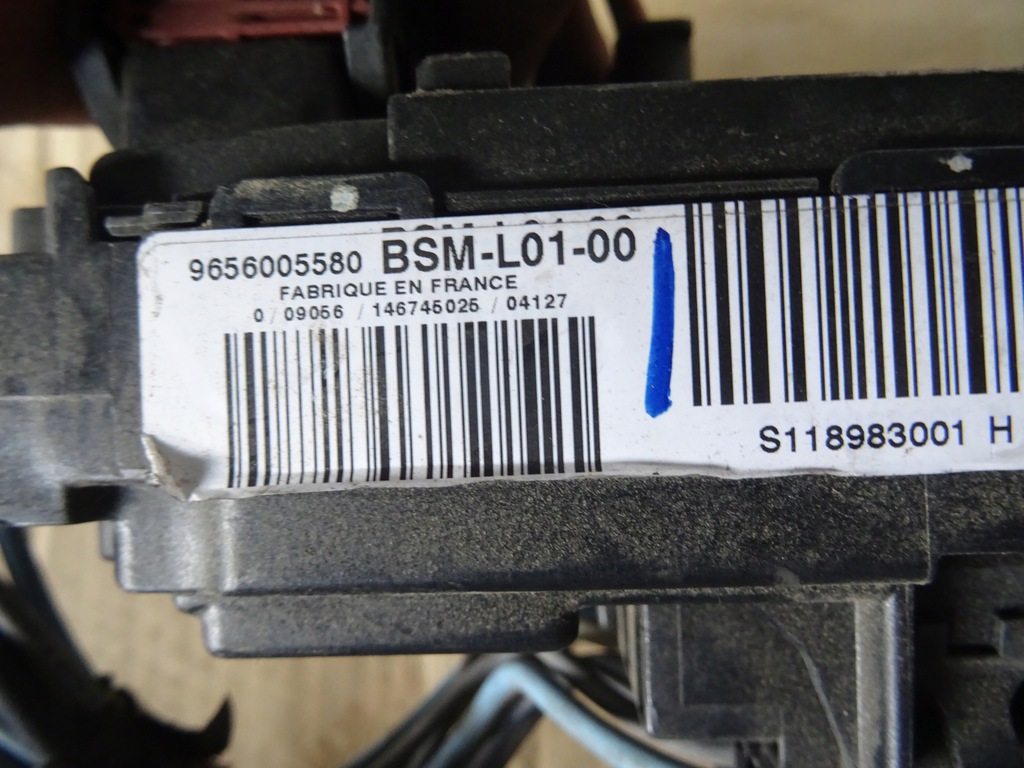 9656005580 BSM-L01-00
FABRIQUE EN FRANCE
0 / 09056 / 146745025 / 04127
S118983001 H